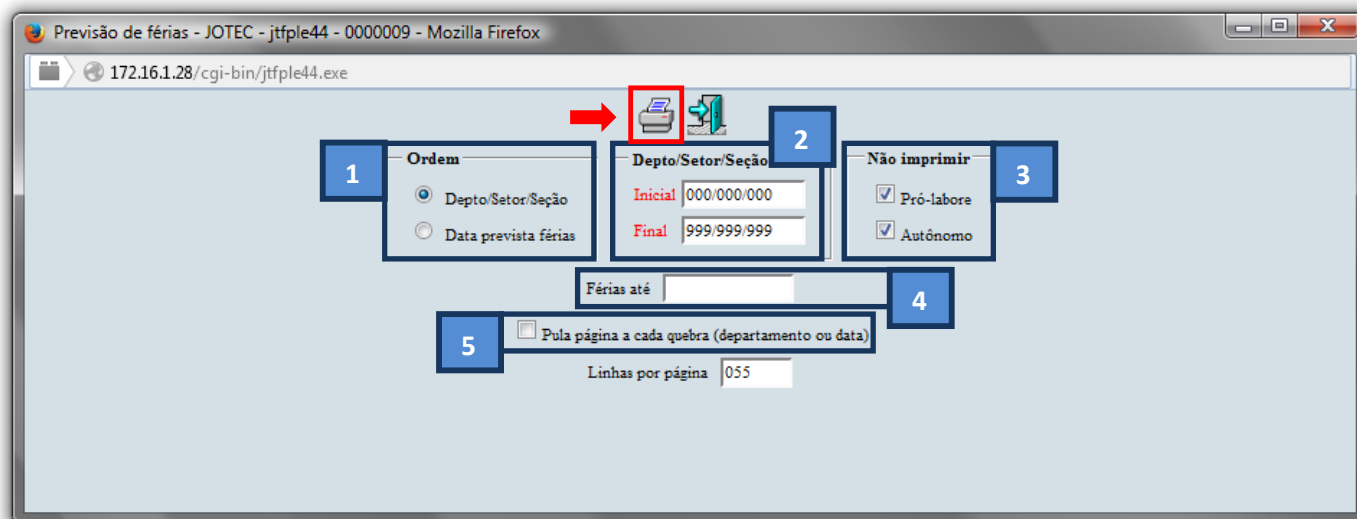 Previsão de férias - JOTEC - jtfple44 - 0000009 - Mozilla Firefox
172.16.1.28/cgi-bin/jtfple44.exe
1
Ordem
Depto/Setor/Seção
Data prevista férias
2
Depto/Setor/Seção
Inicial 000/000/000
Final 999/999/999
3
Não imprimir
Pró-labore
Autônomo
Férias até
4
5
Pula página a cada quebra (departamento ou data)
Linhas por página 055